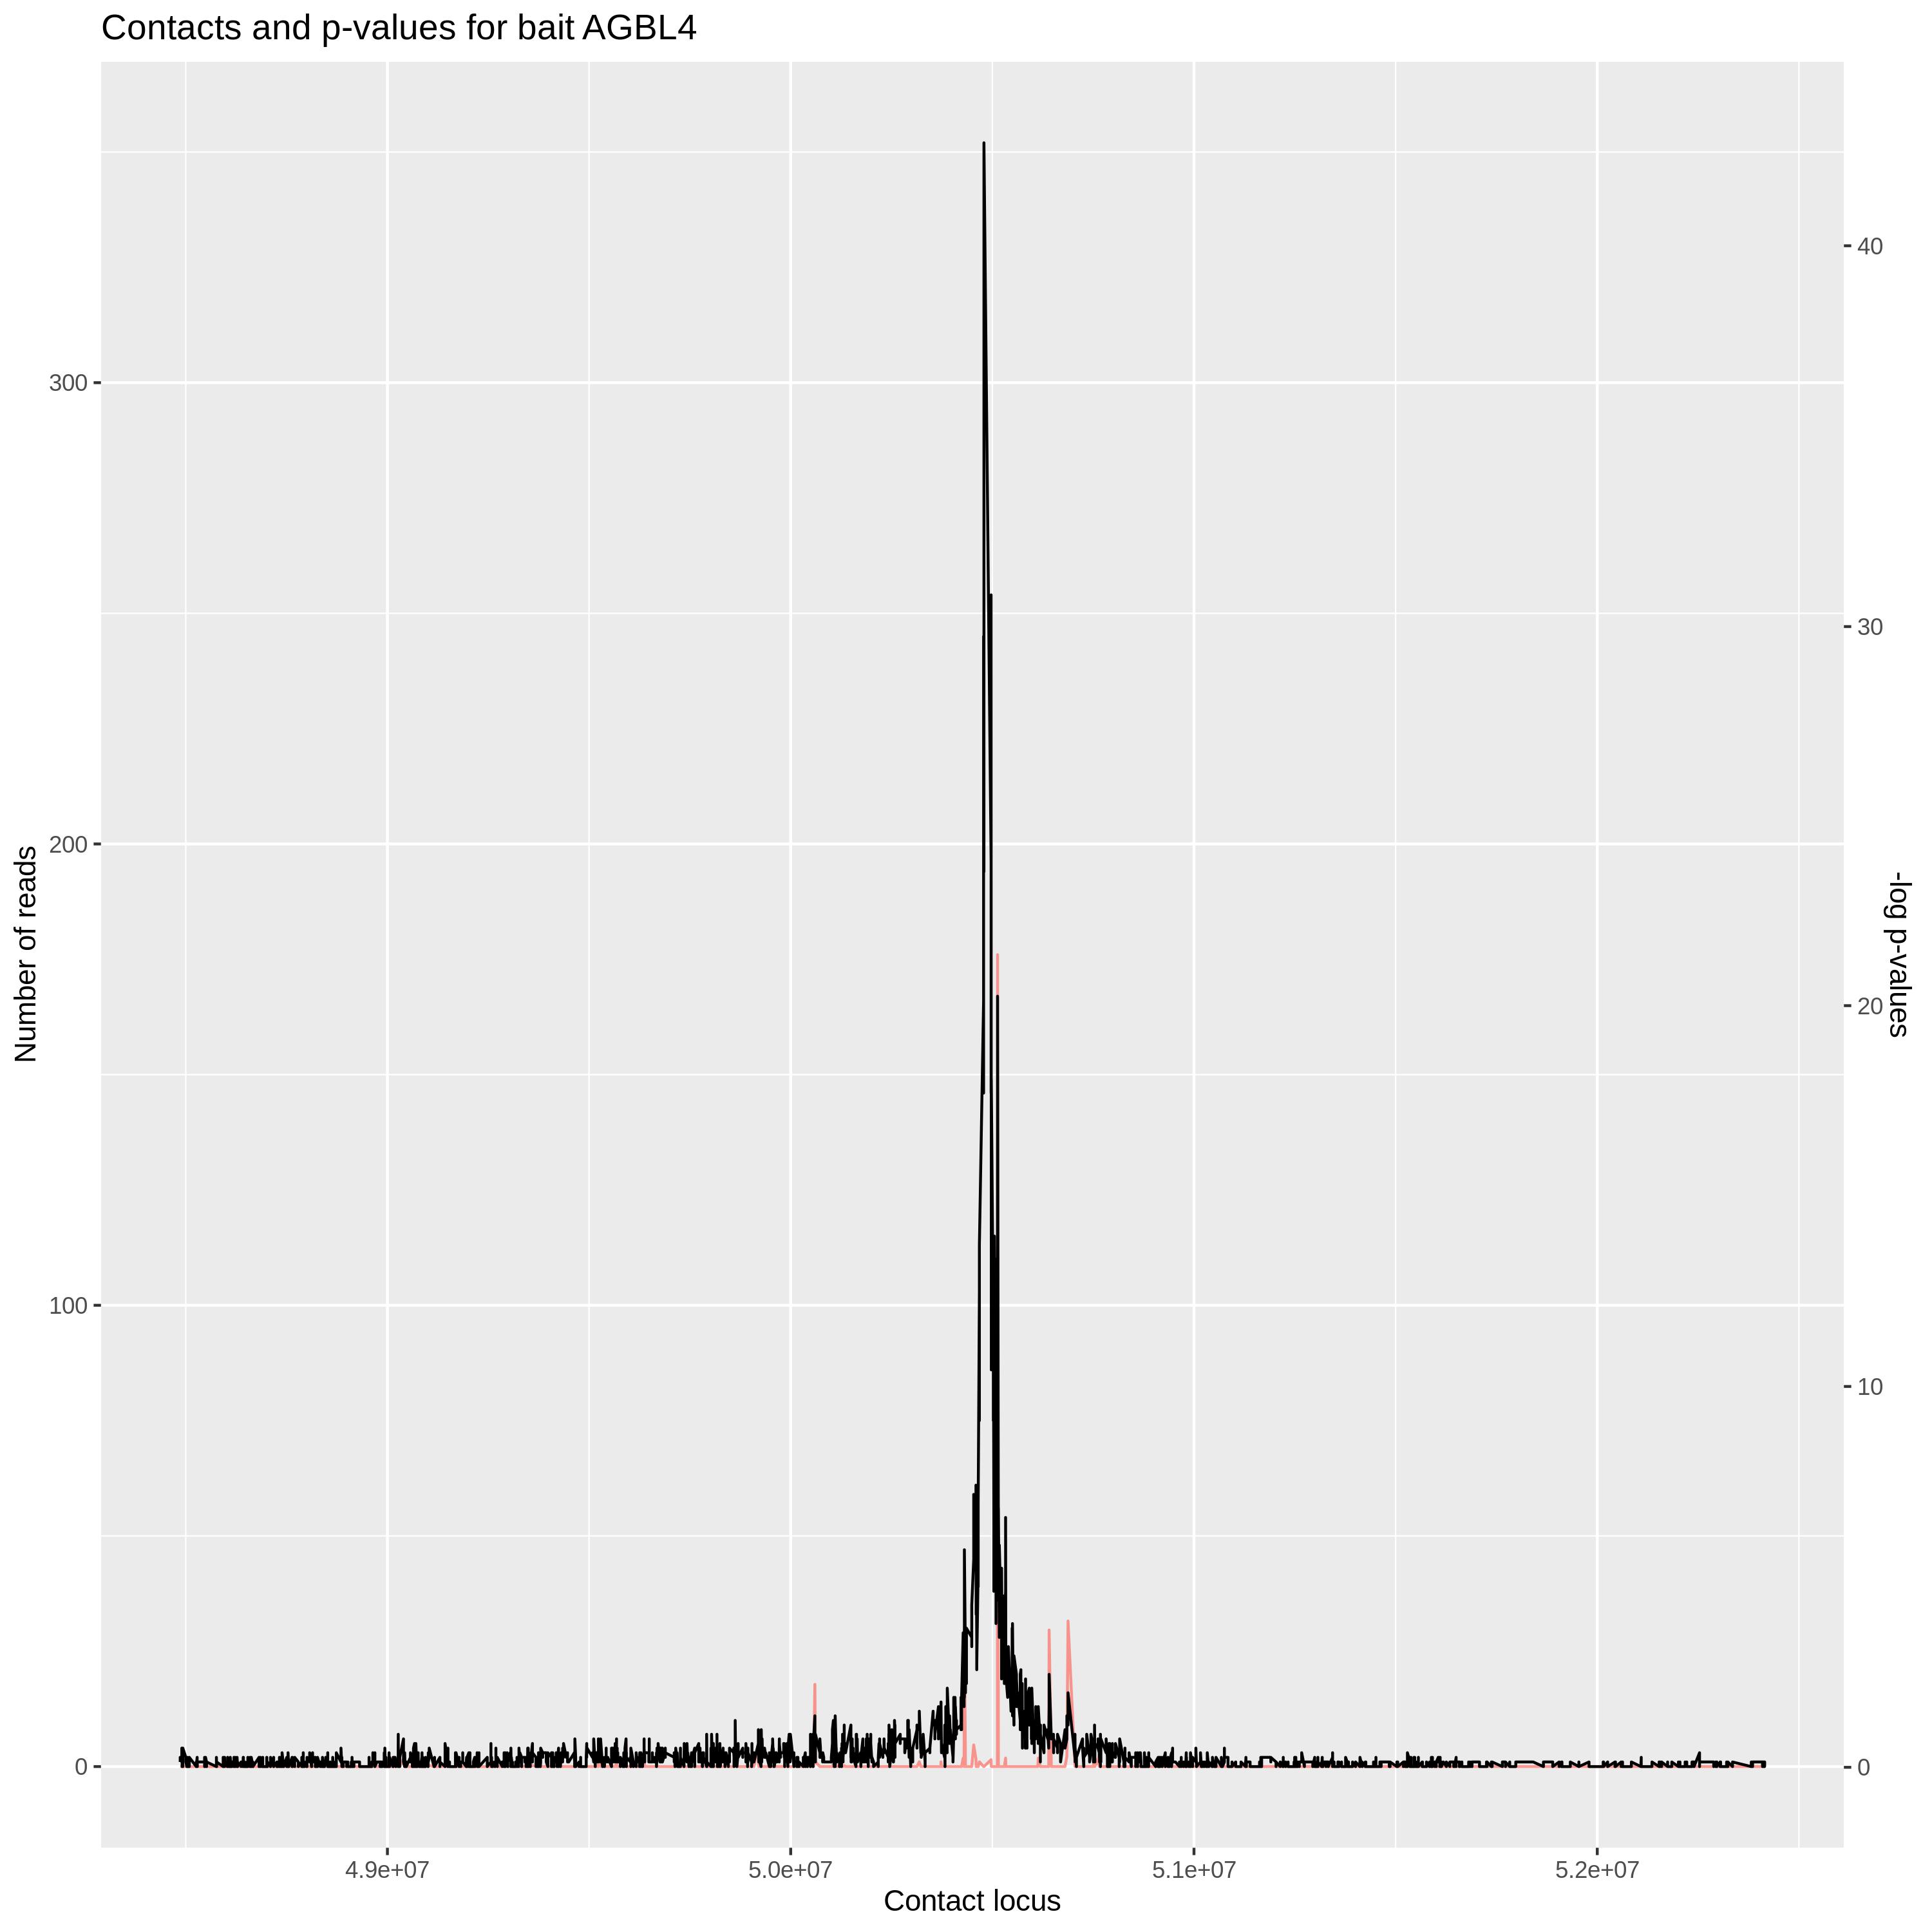 Contacts and p-values for bait AGBL4
Number of reads
300
200
100
0
-log p-values
40
30
20
10
0
4.9e+07
5.0e+07
5.1e+07
5.2e+07
Contact locus